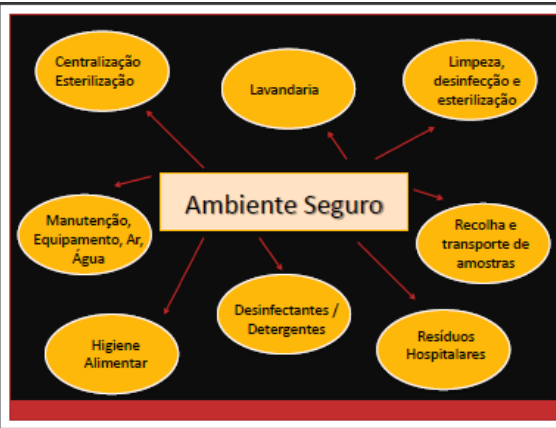 Centralização
Esterilização
Lavandaria
Limpeza,
desinfecção e
esterilização
Ambiente Seguro
Manutenção,
Equipamento, Ar,
Água
Recolha e
transporte de
amostras
Higiene
Alimentar
Desinfectantes /
Detergentes
Resíduos
Hospitalares